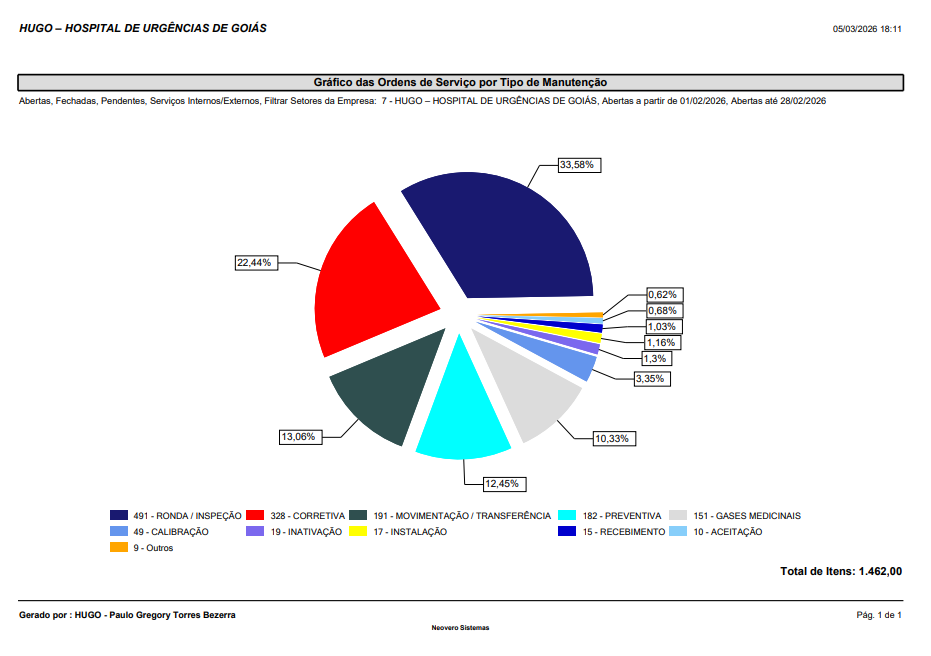 HUGO – HOSPITAL DE URGÊNCIAS DE GOIÁS
05/03/2026 18:11
Gráfico das Ordens de Serviço por Tipo de Manutenção
Abertas, Fechadas, Pendentes, Serviços Internos/Externos, Filtrar Setores da Empresa: 7 - HUGO – HOSPITAL DE URGÊNCIAS DE GOIÁS, Abertas a partir de 01/02/2026, Abertas até 28/02/2026
33,58%
22,44%
0,62%
0,68%
1,03%
1,16%
1,3%
3,35%
13,06%
10,33%
12,45%
491 - RONDA / INSPEÇÃO 328 - CORRETIVA 191 - MOVIMENTAÇÃO / TRANSFERÊNCIA 182 - PREVENTIVA 151 - GASES MEDICINAIS
49 - CALIBRAÇÃO 19 - INATIVAÇÃO 17 - INSTALAÇÃO 15 - RECEBIMENTO 10 - ACEITAÇÃO
9 - Outros
Total de Itens: 1.462,00
Gerado por : HUGO - Paulo Gregory Torres Bezerra
Pág. 1 de 1
Neovero Sistemas